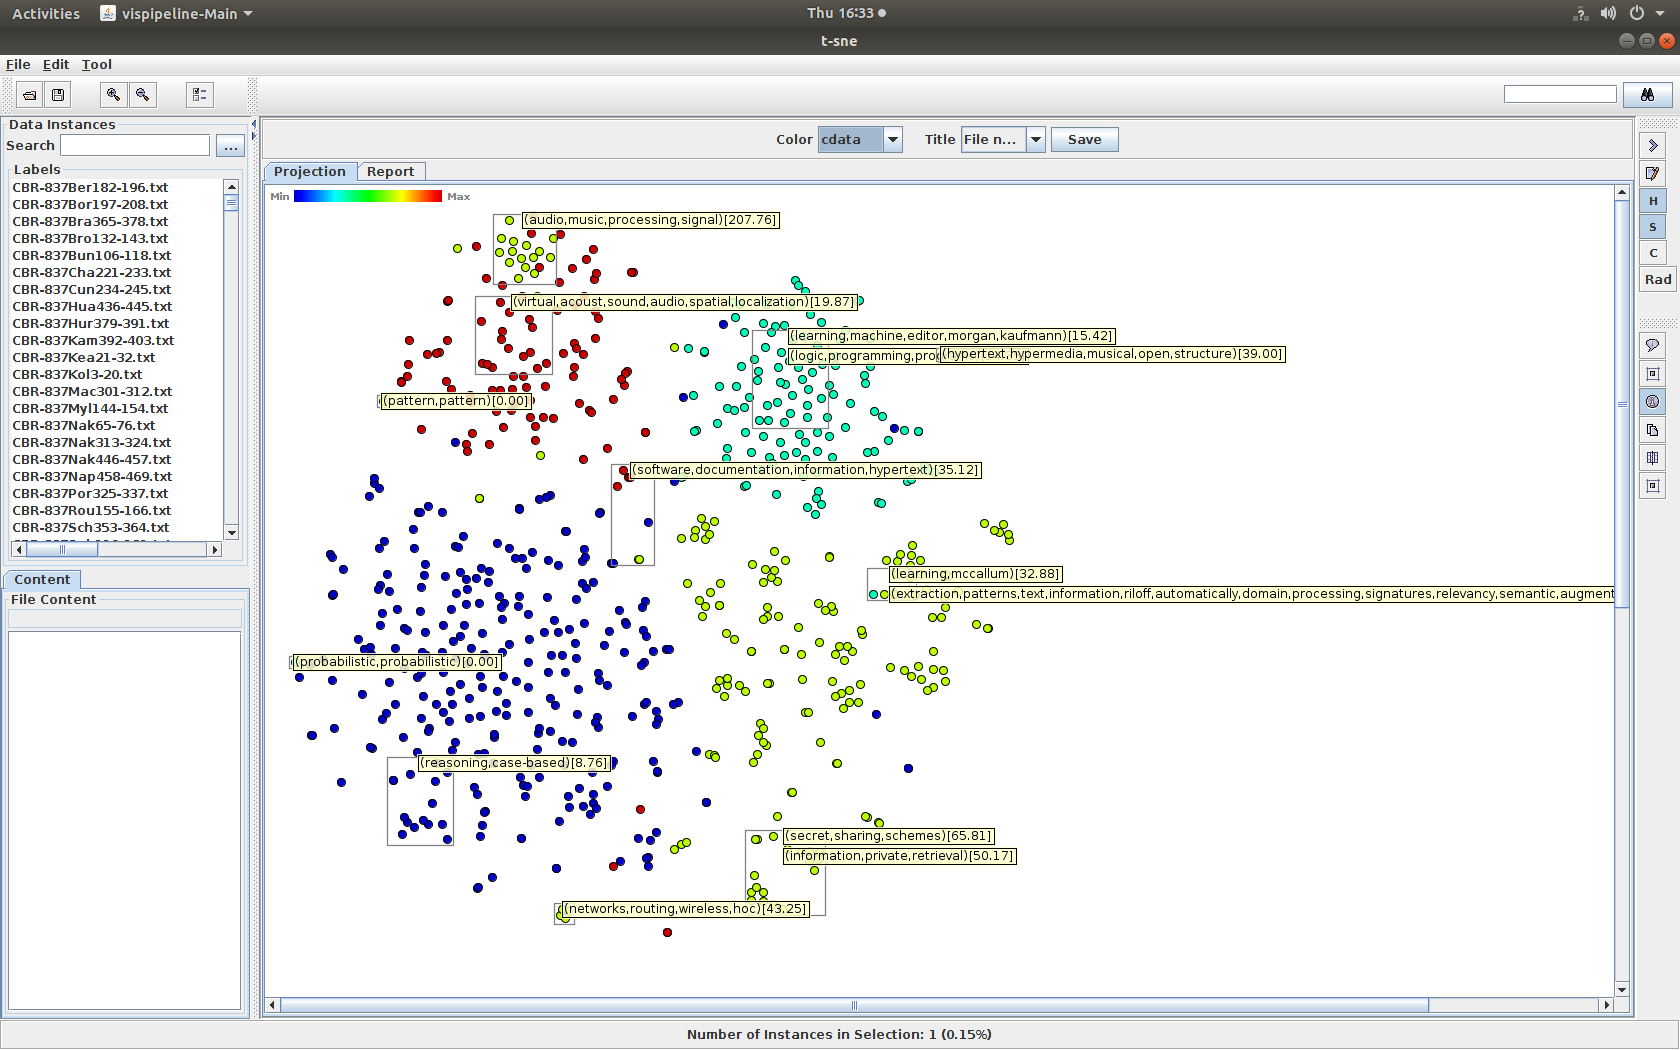 Activities
vispipeline-Main
Thu 16:33
t-sne
File Edit Tool
Data Instances
Search
...
Labels
CBR-837Ber182-196.txt
CBR-837Bor197-208.txt
CBR-837Bra365-378.txt
CBR-837Bro132-143.txt
CBR-837Bun106-118.txt
CBR-837Cha221-233.txt
CBR-837Cun234-245.txt
CBR-837Hua436-445.txt
CBR-837Hur379-391.txt
CBR-837Kam392-403.txt
CBR-837Kea21-32.txt
CBR-837Kol3-20.txt
CBR-837Mac301-312.txt
CBR-837Myl144-154.txt
CBR-837Nak65-76.txt
CBR-837Nak313-324.txt
CBR-837Nak446-457.txt
CBR-837Nap458-469.txt
CBR-837Por325-337.txt
CBR-837Rou155-166.txt
CBR-837Sch353-364.txt
Content
File Content
Color cdata Title File n... Save
Projection Report
Min Max
(audio,music,processing,signal)[207.76]
(virtual,acoust,sound,audio,spatial,localization)[19.87]
(learning,machine,editor,morgan,kaufmann)[15.42]
(logic,programming,pro
(hypertext,hypermedia,musical,open,structure)[39.00]
(pattern,pattern)[0.00]
(software,documentation,information,hypertext)[35.12]
(learning,mccallum)[32.88]
(extraction,patterns,text,information,riloff,automatically,domain,processing,signatures,relevancy,semantic,augment
(probabilistic,probabilistic)[0.00]
(reasoning,case-based)[8.76]
(secret,sharing,schemes)[65.81]
(information,private,retrieval)[50.17]
(networks,routing,wireless,hoc)[43.25]
H
S
C
Rad
Number of Instances in Selection: 1 (0.15%)